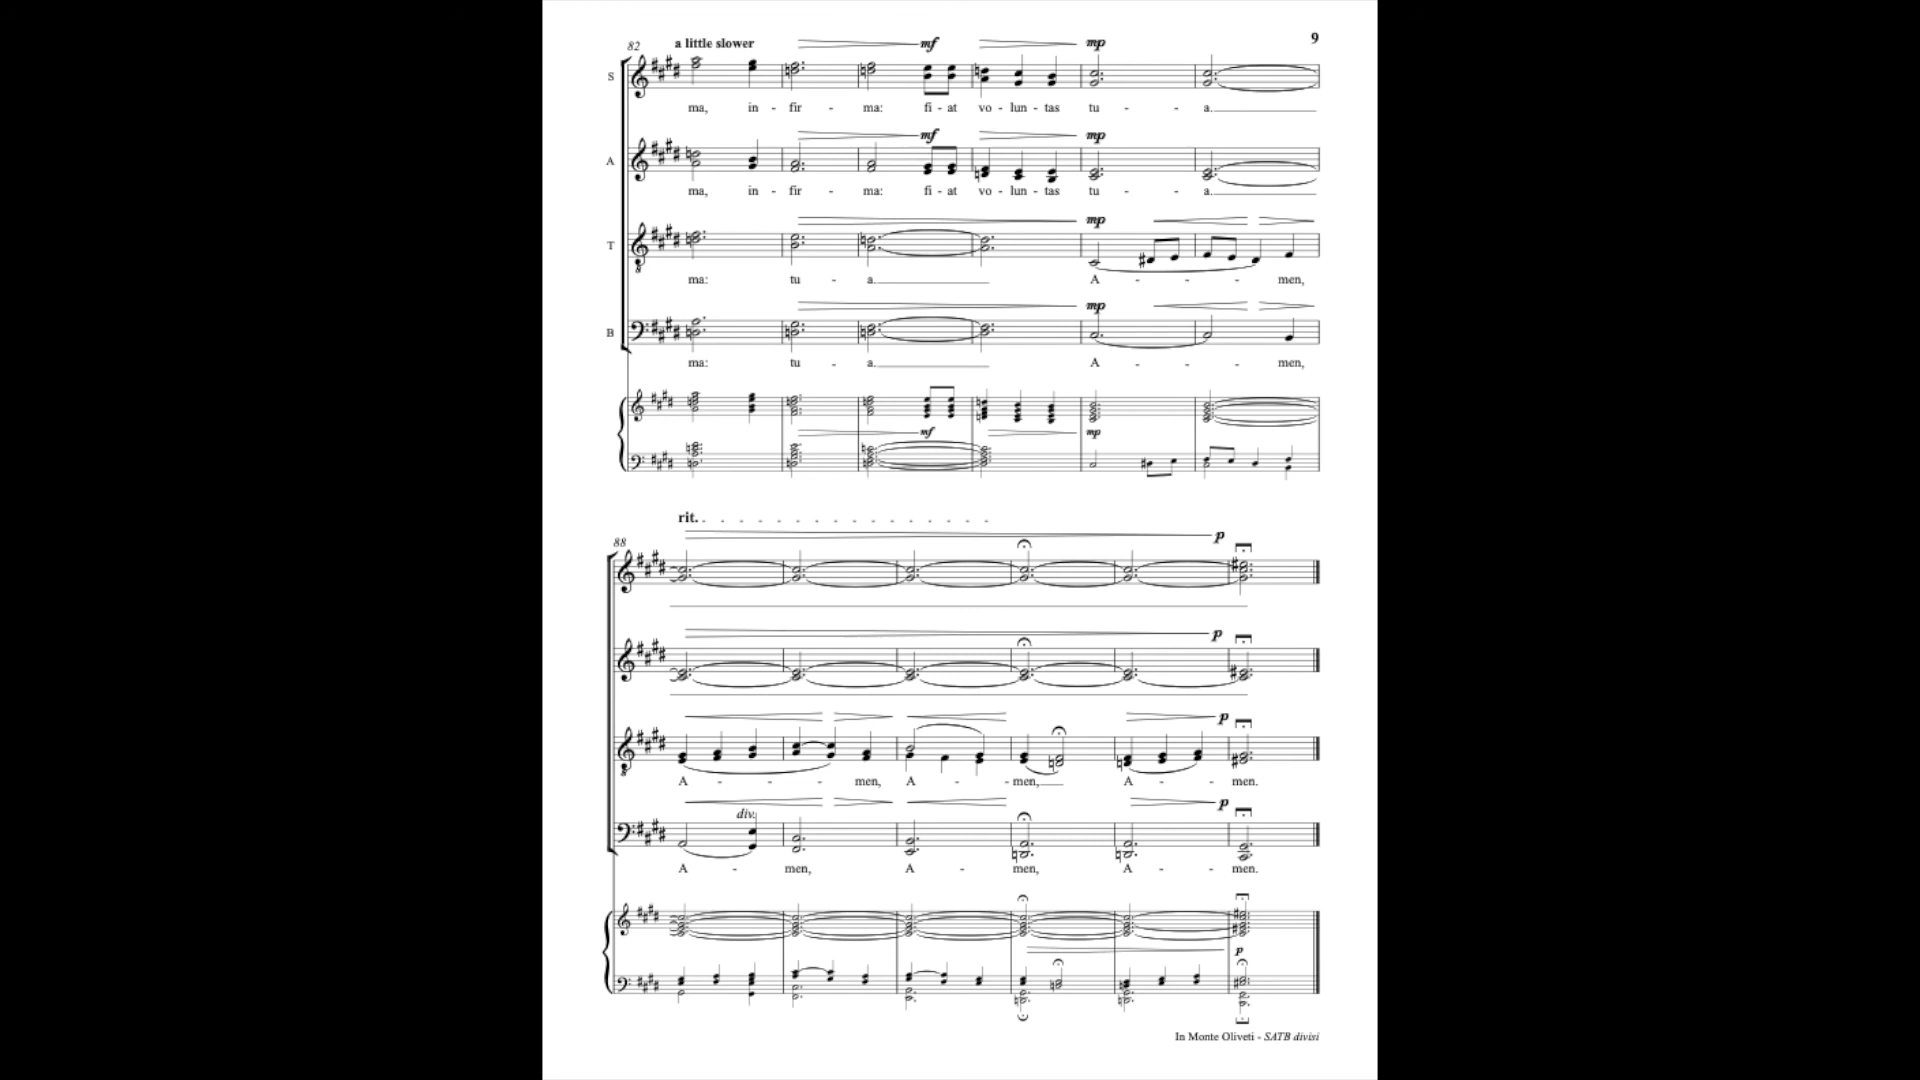 82 a little slower mf mp 9
S
ma, in - fir - ma: fi - at vo - lun - tas tu - a.
mf mp
A
ma, in - fir - ma: fi - at vo - lun - tas tu - a.
mp
T
ma: tu - a. A - men,
mp
B
ma: tu - a. A - men,
mf mp
rit.
88 p
p
p
A - men, A - men, A - men.
div. p
A - men, A - men, A - men.
p
In Monte Oliveti - SATB divisi